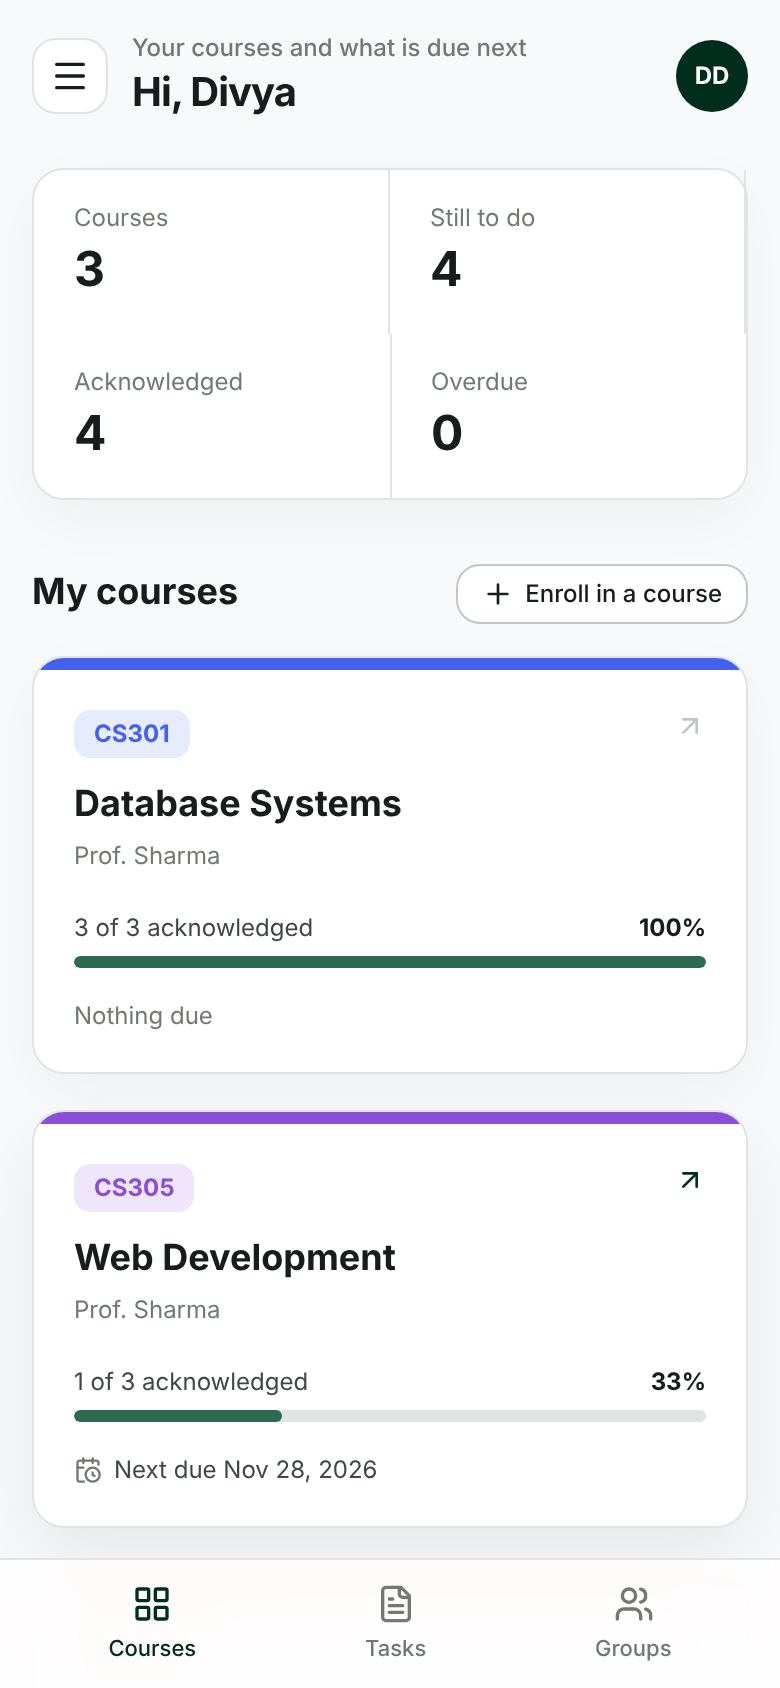 Your courses and what is due next
Hi, Divya
DD
Courses
3
Still to do
4
Acknowledged
4
Overdue
0
My courses
Enroll in a course
CS301
Database Systems
Prof. Sharma
3 of 3 acknowledged
100%
Nothing due
CS305
Web Development
Prof. Sharma
1 of 3 acknowledged
33%
Next due Nov 28, 2026
Courses
Tasks
Groups